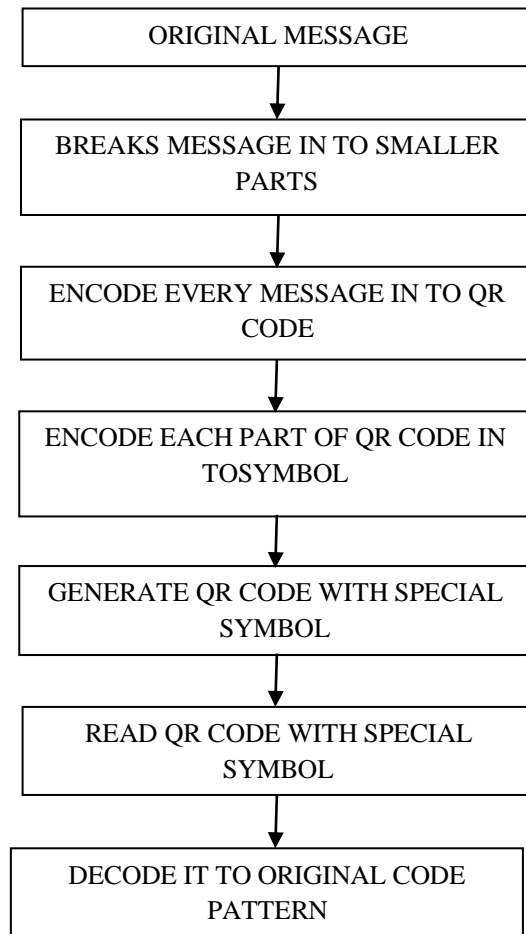 ORIGINAL MESSAGE
BREAKS MESSAGE IN TO SMALLER
PARTS
ENCODE EVERY MESSAGE IN TO QR
CODE
ENCODE EACH PART OF QR CODE IN
TOSYMBOL
GENERATE QR CODE WITH SPECIAL
SYMBOL
READ QR CODE WITH SPECIAL
SYMBOL
DECODE IT TO ORIGINAL CODE
PATTERN